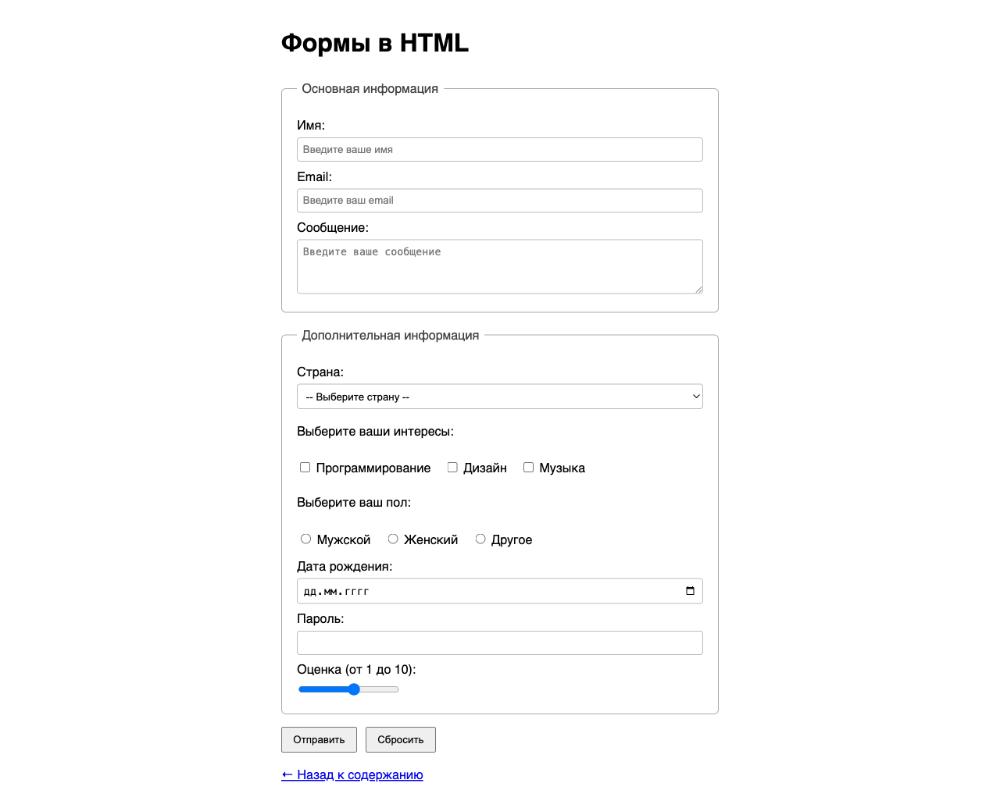 Формы в HTML
Основная информация
Имя:
Введите ваше имя
Email:
Введите ваш email
Сообщение:
Введите ваше сообщение
Дополнительная информация
Страна:
-- Выберите страну --
Выберите ваши интересы:
Программирование Дизайн Музыка
Выберите ваш пол:
Мужской Женский Другое
Дата рождения:
дд.мм.гггг
Пароль:
Оценка (от 1 до 10):
Отправить Сбросить
← Назад к содержанию